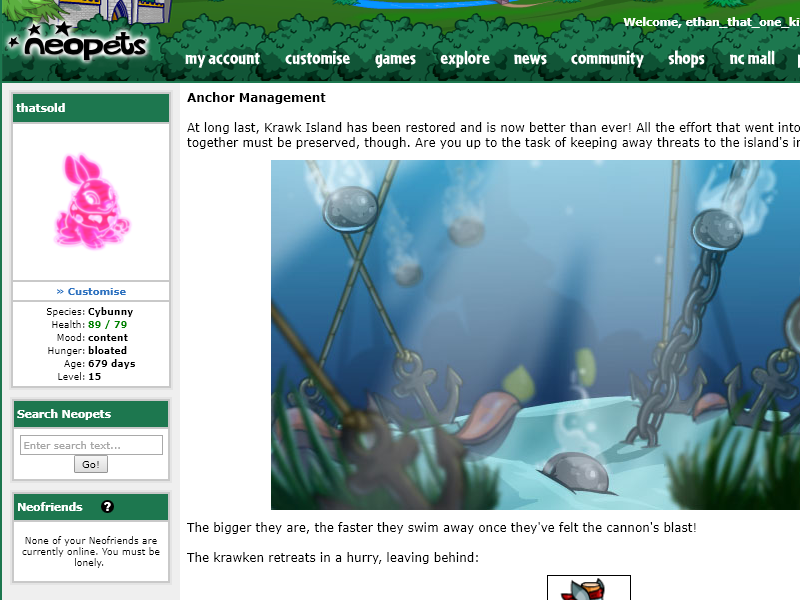 Welcome, ethan_that_one_ki
neopets
my account customise games explore news community shops nc mall
thatsold
» Customise
Species: Cybunny
Health: 89 / 79
Mood: content
Hunger: bloated
Age: 679 days
Level: 15
Search Neopets
Enter search text...
Go!
Neofriends ?
None of your Neofriends are
currently online. You must be
lonely.
Anchor Management
At long last, Krawk Island has been restored and is now better than ever! All the effort that went into
together must be preserved, though. Are you up to the task of keeping away threats to the island's in
The bigger they are, the faster they swim away once they've felt the cannon's blast!
The krawken retreats in a hurry, leaving behind: